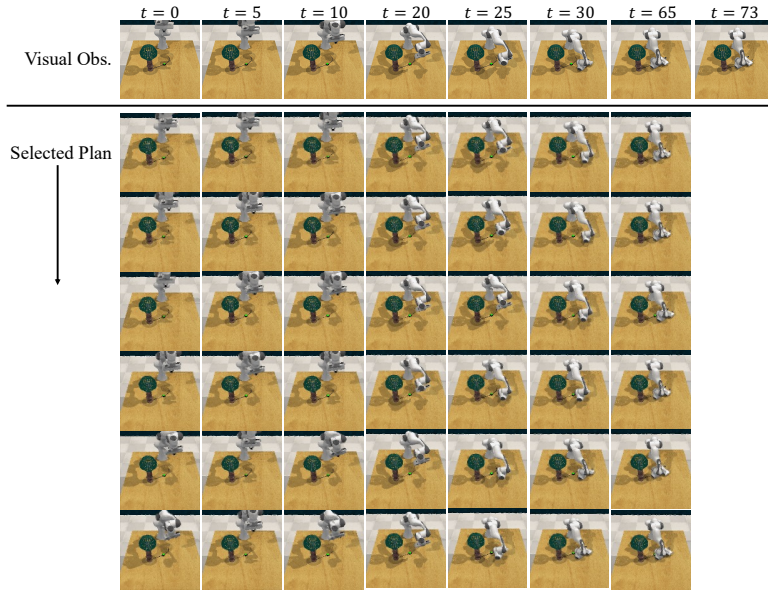 t = 0 t = 5 t = 10 t = 20 t = 25 t = 30 t = 65 t = 73
Visual Obs.
Selected Plan